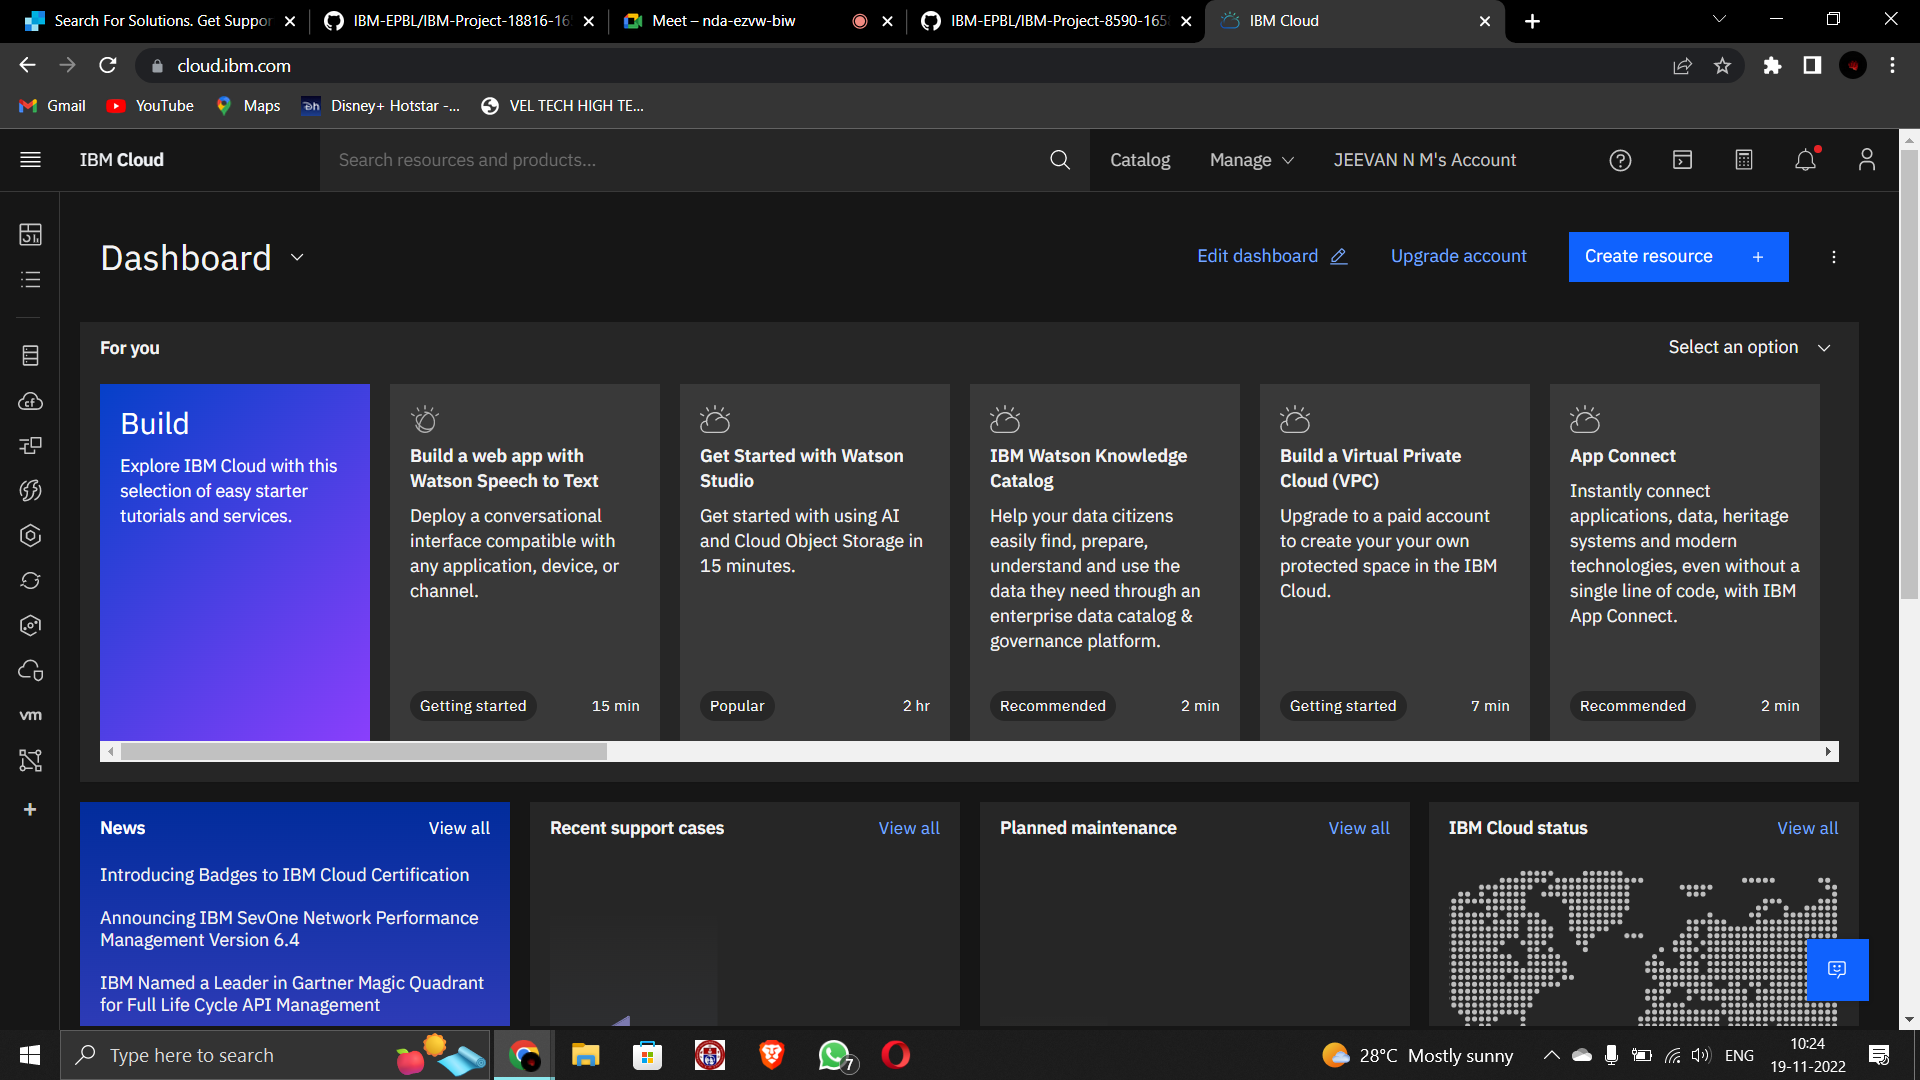 Search For Solutions. Get Suppor
IBM-EPBL/IBM-Project-18816-16
Meet – nda-ezvw-biw
IBM-EPBL/IBM-Project-8590-165
IBM Cloud
cloud.ibm.com
Gmail
YouTube
Maps
Disney+ Hotstar -...
VEL TECH HIGH TE...
IBM Cloud
Search resources and products...
Catalog
Manage
JEEVAN N M's Account
Dashboard
Edit dashboard
Upgrade account
Create resource +
For you
Select an option
Build
Explore IBM Cloud with this
selection of easy starter
tutorials and services.
Build a web app with
Watson Speech to Text
Deploy a conversational
interface compatible with
any application, device, or
channel.
Getting started
15 min
Get Started with Watson
Studio
Get started with using AI
and Cloud Object Storage in
15 minutes.
Popular
2 hr
IBM Watson Knowledge
Catalog
Help your data citizens
easily find, prepare,
understand and use the
data they need through an
enterprise data catalog &
governance platform.
Recommended
2 min
Build a Virtual Private
Cloud (VPC)
Upgrade to a paid account
to create your your own
protected space in the IBM
Cloud.
Getting started
7 min
App Connect
Instantly connect
applications, data, heritage
systems and modern
technologies, even without a
single line of code, with IBM
App Connect.
Recommended
2 min
cf
vm
News
View all
Introducing Badges to IBM Cloud Certification
Announcing IBM SevOne Network Performance
Management Version 6.4
IBM Named a Leader in Gartner Magic Quadrant
for Full Life Cycle API Management
Recent support cases
View all
Planned maintenance
View all
IBM Cloud status
View all
Type here to search
7
28°C Mostly sunny
ENG
10:24
19-11-2022